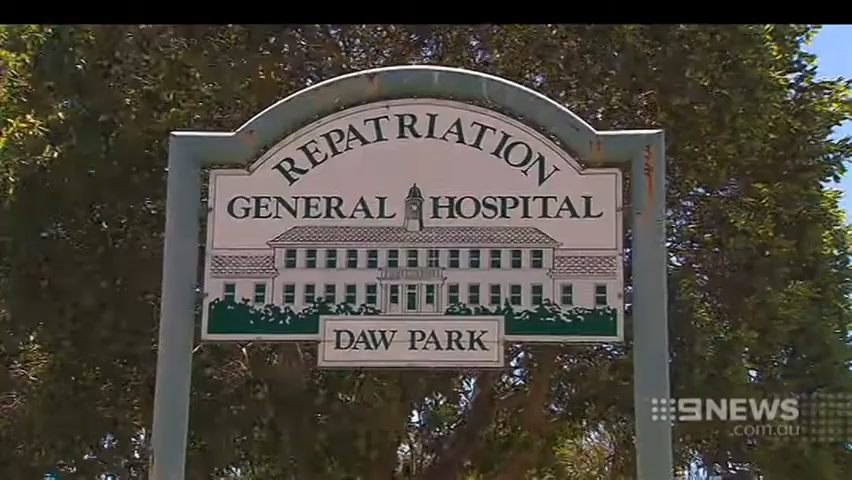 REPATRIATION
GENERAL HOSPITAL
DAW PARK
9NEWS
.com.au